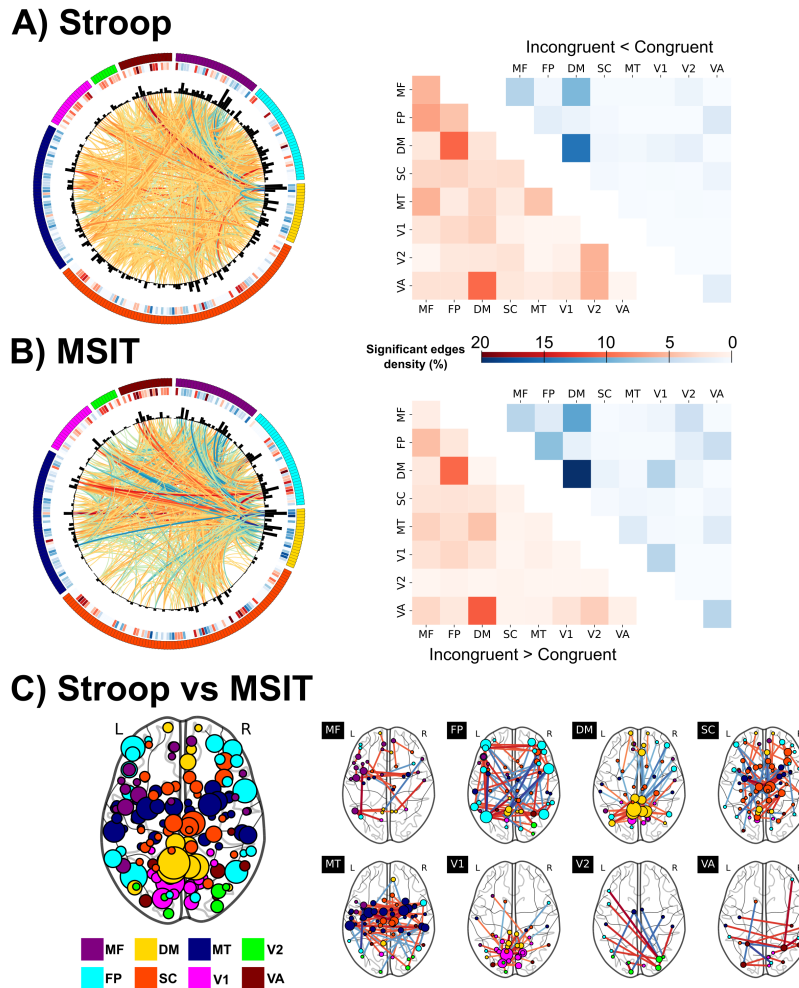 A) Stroop
Incongruent < Congruent
MF FP DM SC MT V1 V2 VA
MF
FP
DM
SC
MT
V1
V2
VA
MF FP DM SC MT V1 V2 VA
B) MSIT
Significant edges
density (%)
20 15 10 5 0
MF FP DM SC MT V1 V2 VA
MF
FP
DM
SC
MT
V1
V2
VA
MF FP DM SC MT V1 V2 VA
Incongruent > Congruent
C) Stroop vs MSIT
L R
MF L R
FP L R
DM L R
SC L R
MT L R
V1 L R
V2 L R
VA L R
MF DM MT V2
FP SC V1 VA